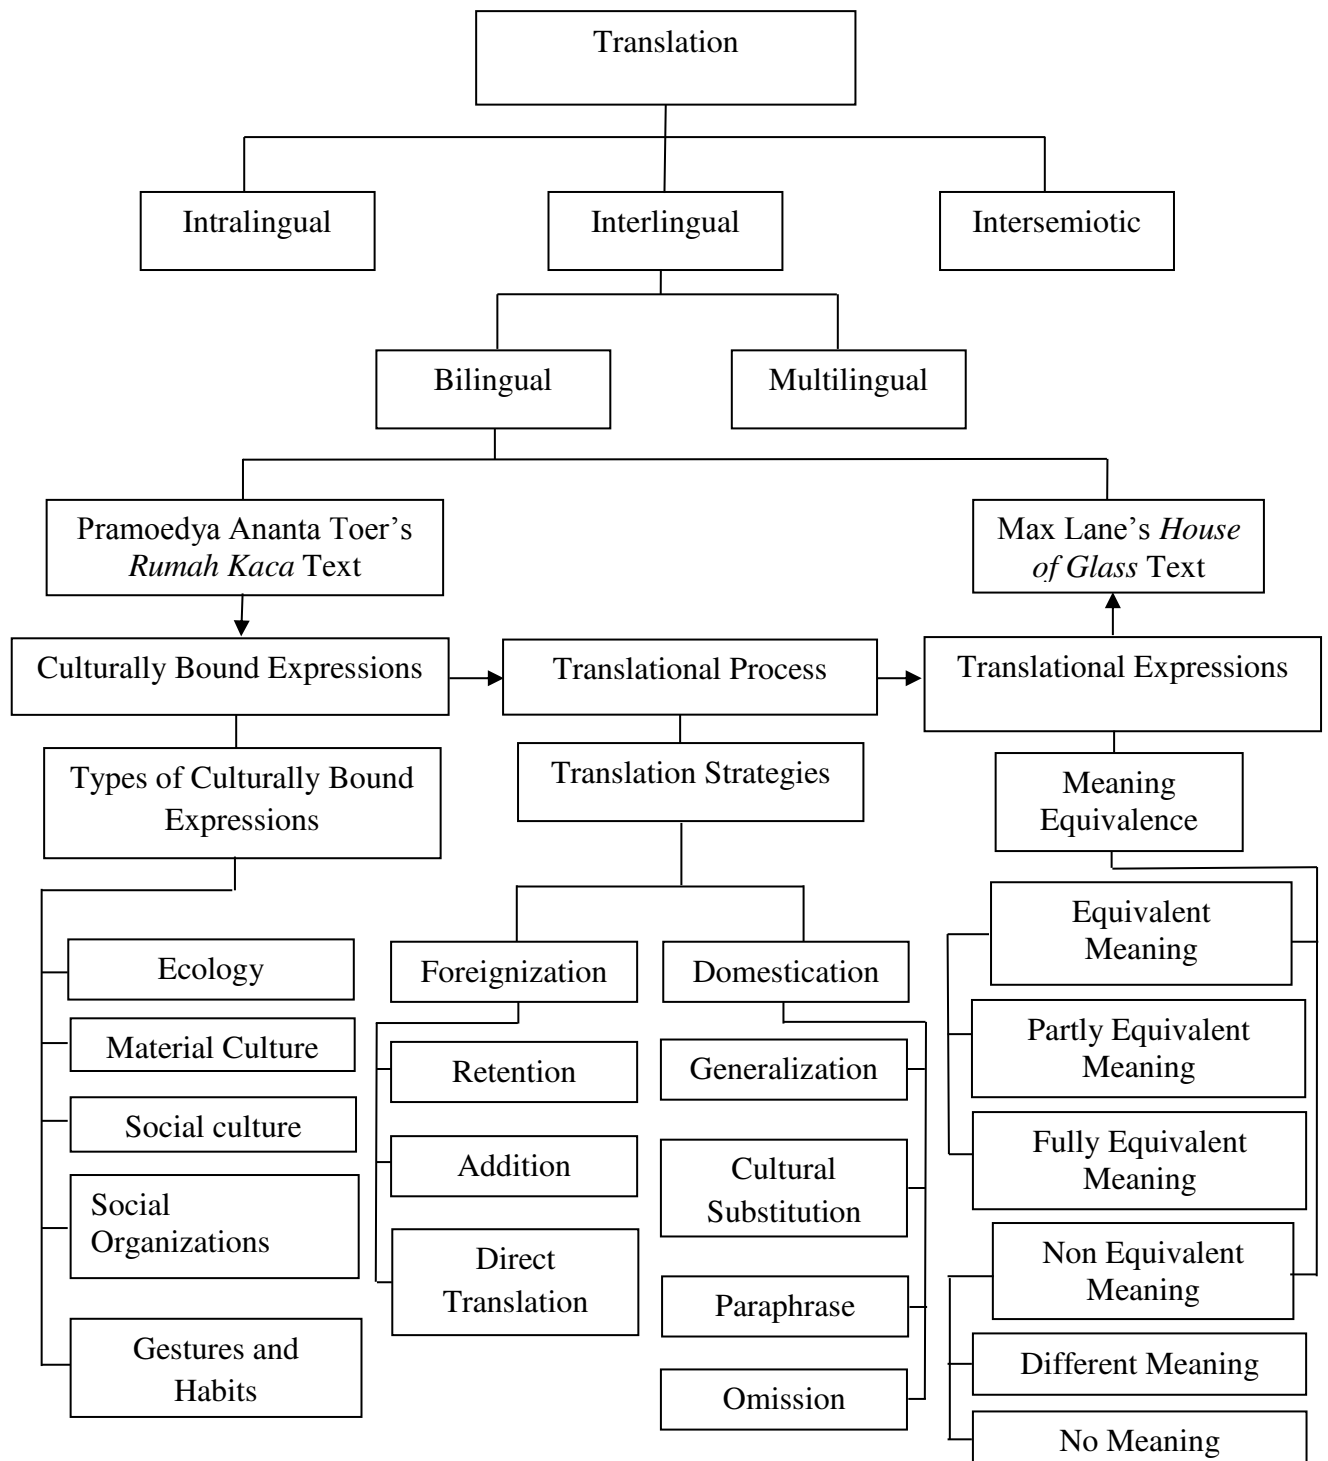 Translation
Intralingual
Interlingual
Intersemiotic
Bilingual
Multilingual
Pramoedya Ananta Toer's
Rumah Kaca Text
Max Lane's House
of Glass Text
Culturally Bound Expressions
Translational Process
Translational Expressions
Types of Culturally Bound
Expressions
Translation Strategies
Meaning
Equivalence
Ecology
Material Culture
Social culture
Social
Organizations
Gestures and
Habits
Foreignization
Retention
Addition
Direct
Translation
Domestication
Generalization
Cultural
Substitution
Paraphrase
Omission
Equivalent
Meaning
Partly Equivalent
Meaning
Fully Equivalent
Meaning
Non Equivalent
Meaning
Different Meaning
No Meaning